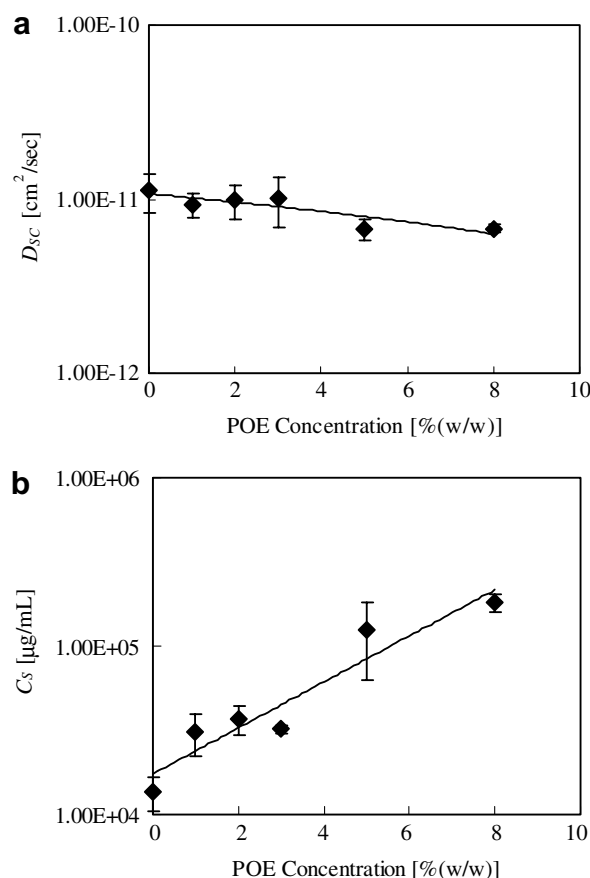 a
1.00E-10
1.00E-11
1.00E-12
D_SC [cm²/sec]
0 2 4 6 8 10
POE Concentration [%(w/w)]
b
1.00E+06
1.00E+05
1.00E+04
C_S [μg/mL]
0 2 4 6 8 10
POE Concentration [%(w/w)]